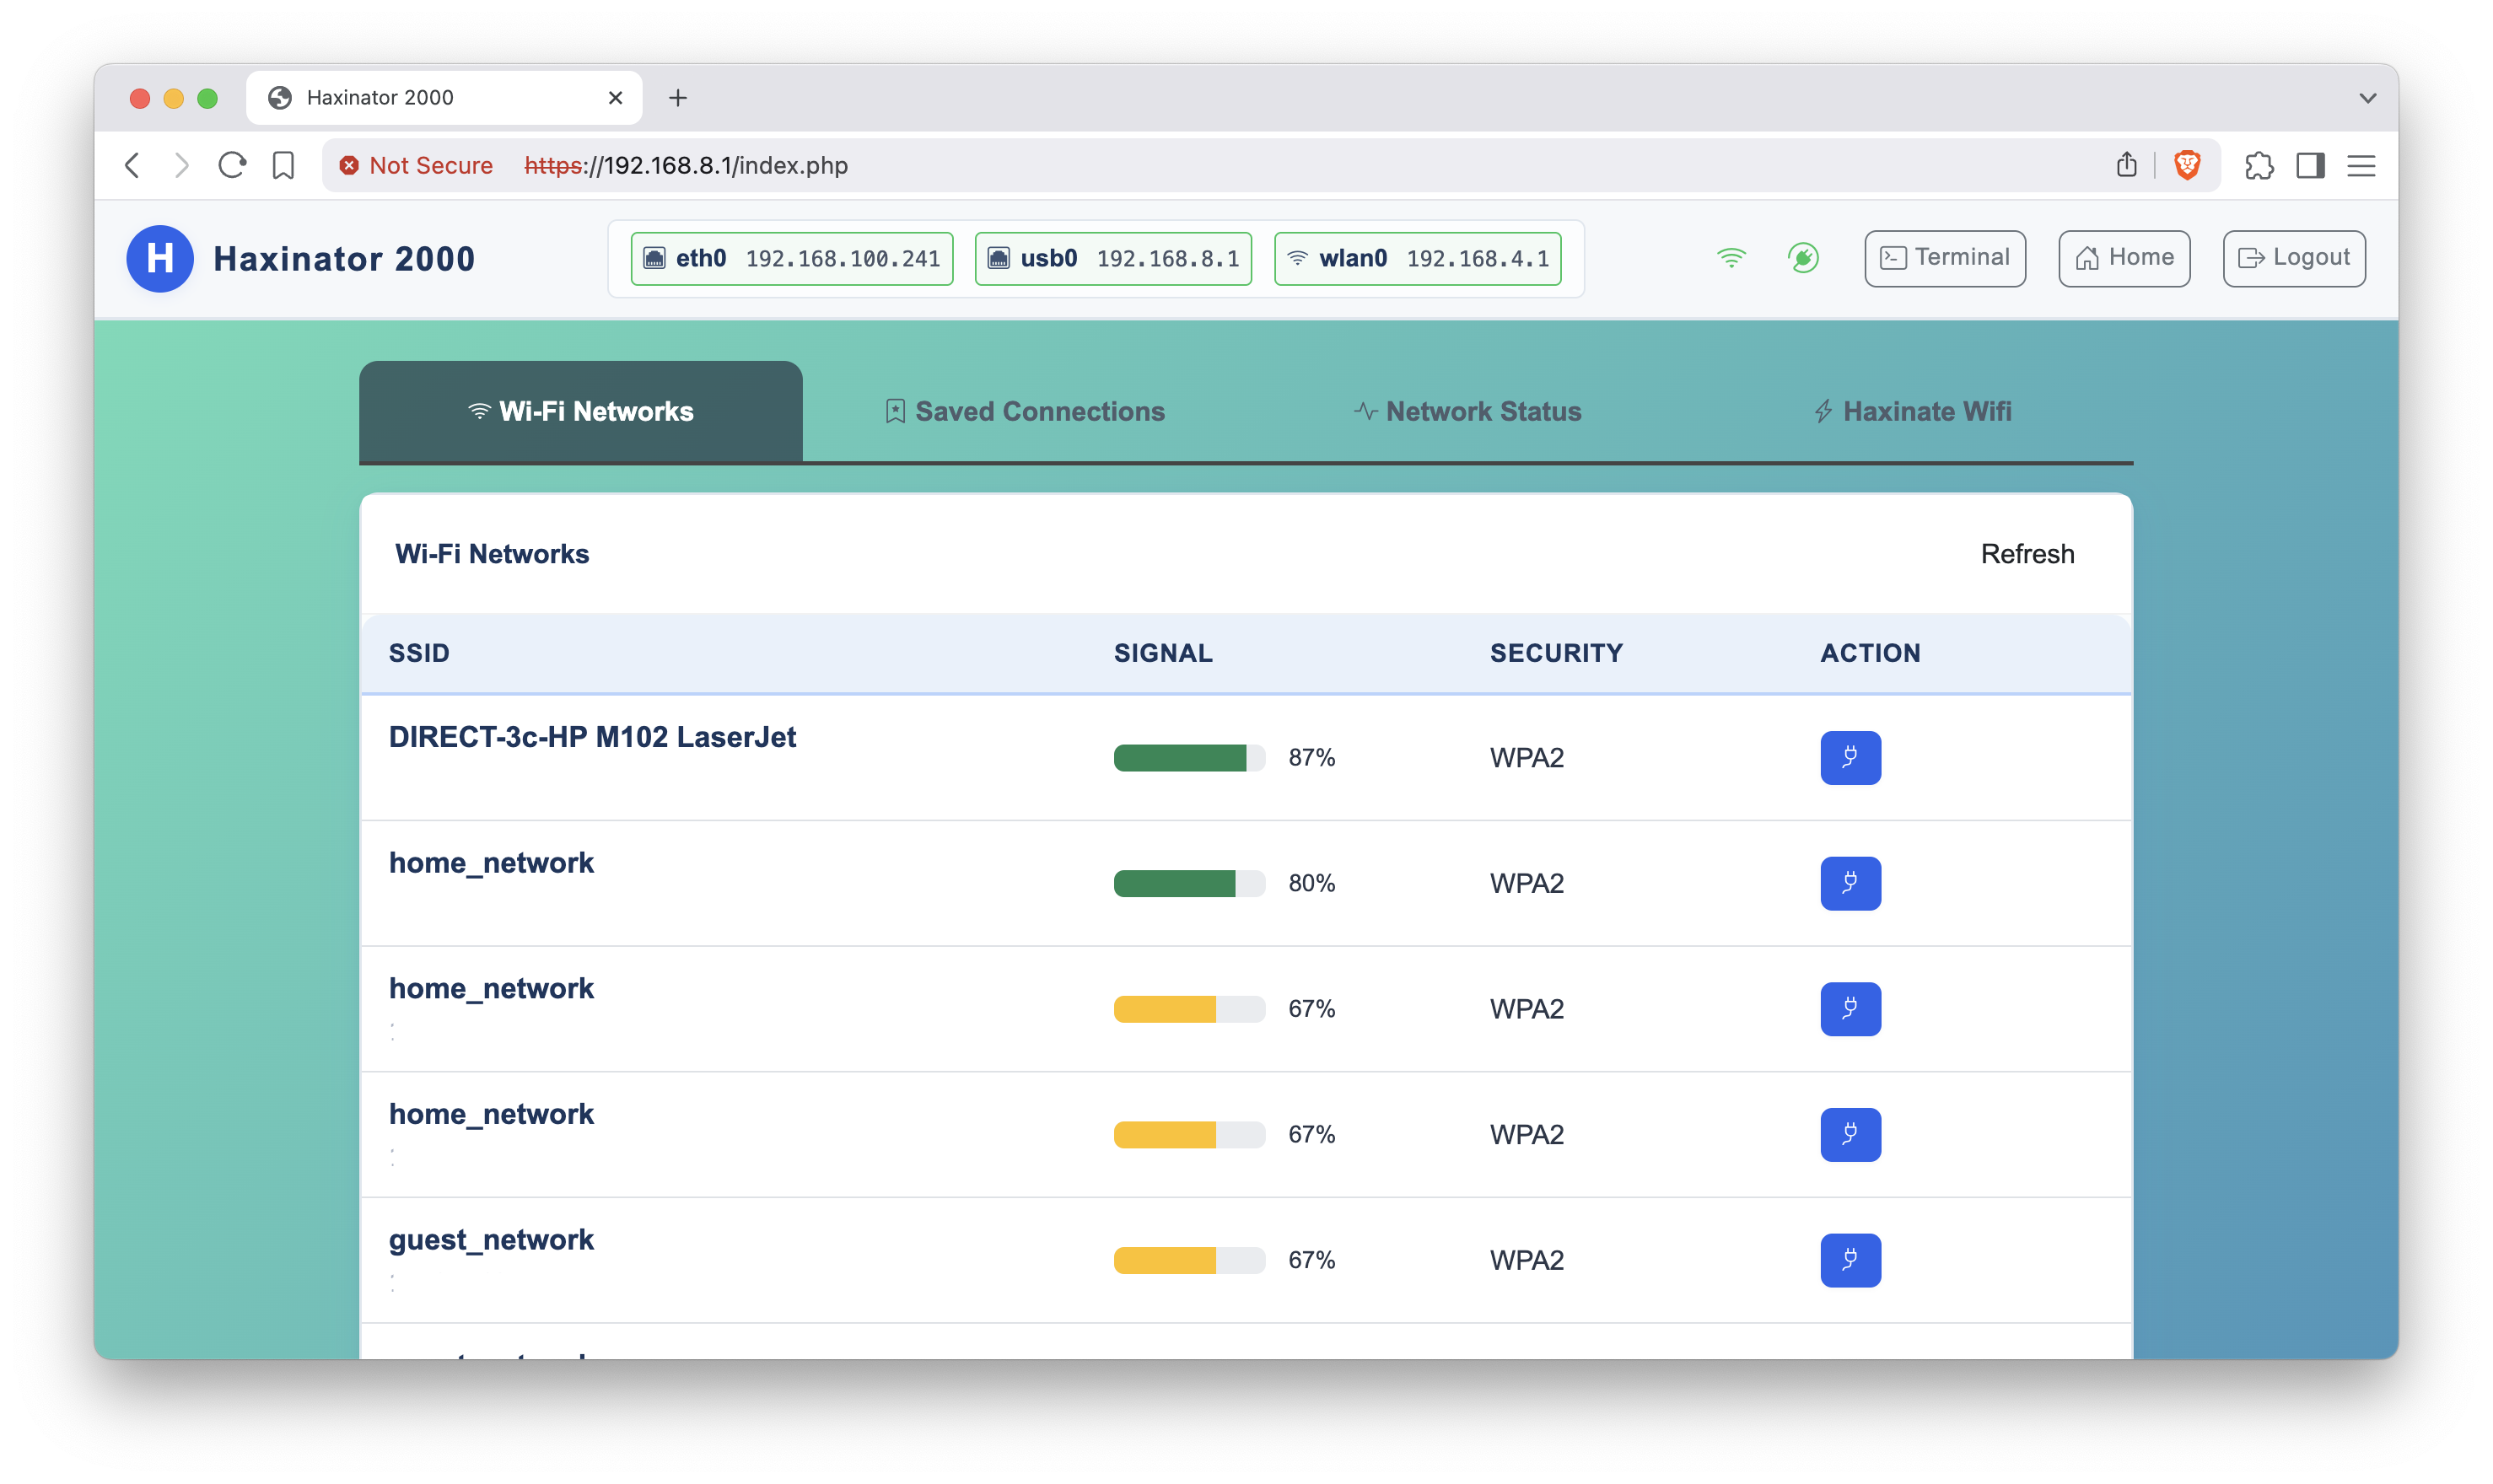 Haxinator 2000
Not Secure https://192.168.8.1/index.php
H Haxinator 2000
eth0 192.168.100.241
usb0 192.168.8.1
wlan0 192.168.4.1
Terminal
Home
Logout
Wi-Fi Networks
Saved Connections
Network Status
Haxinate Wifi
Wi-Fi Networks
Refresh
SSID SIGNAL SECURITY ACTION
DIRECT-3c-HP M102 LaserJet 87% WPA2
home_network 80% WPA2
home_network 67% WPA2
home_network 67% WPA2
guest_network 67% WPA2